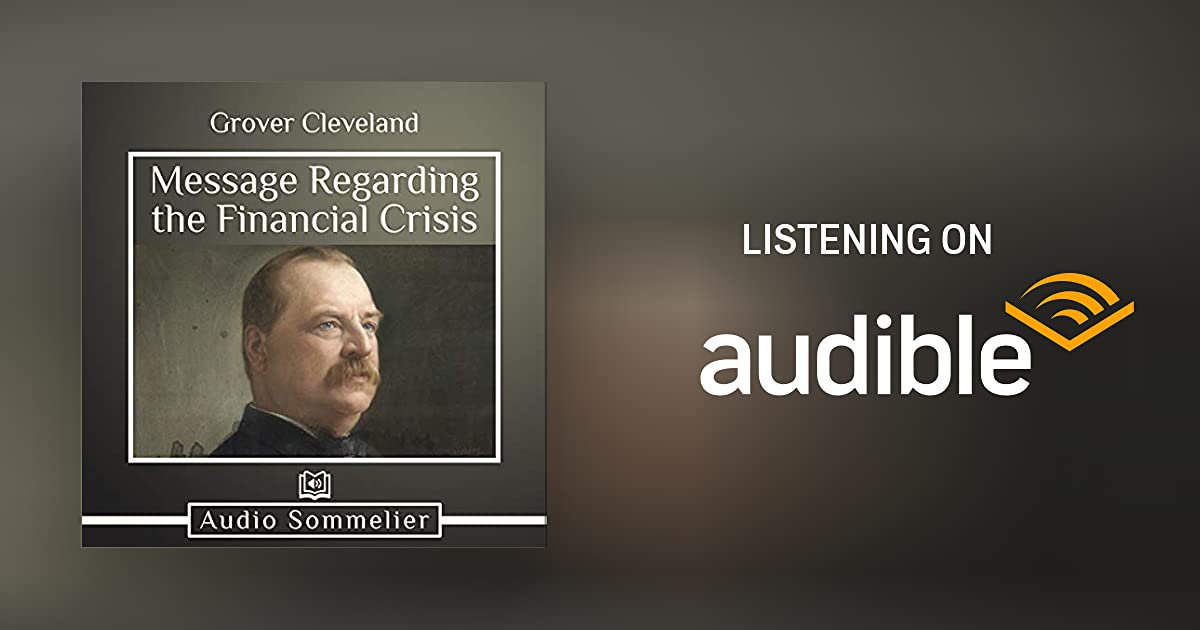 Grover Cleveland
Message Regarding
the Financial Crisis
Audio Sommelier
LISTENING ON
audible